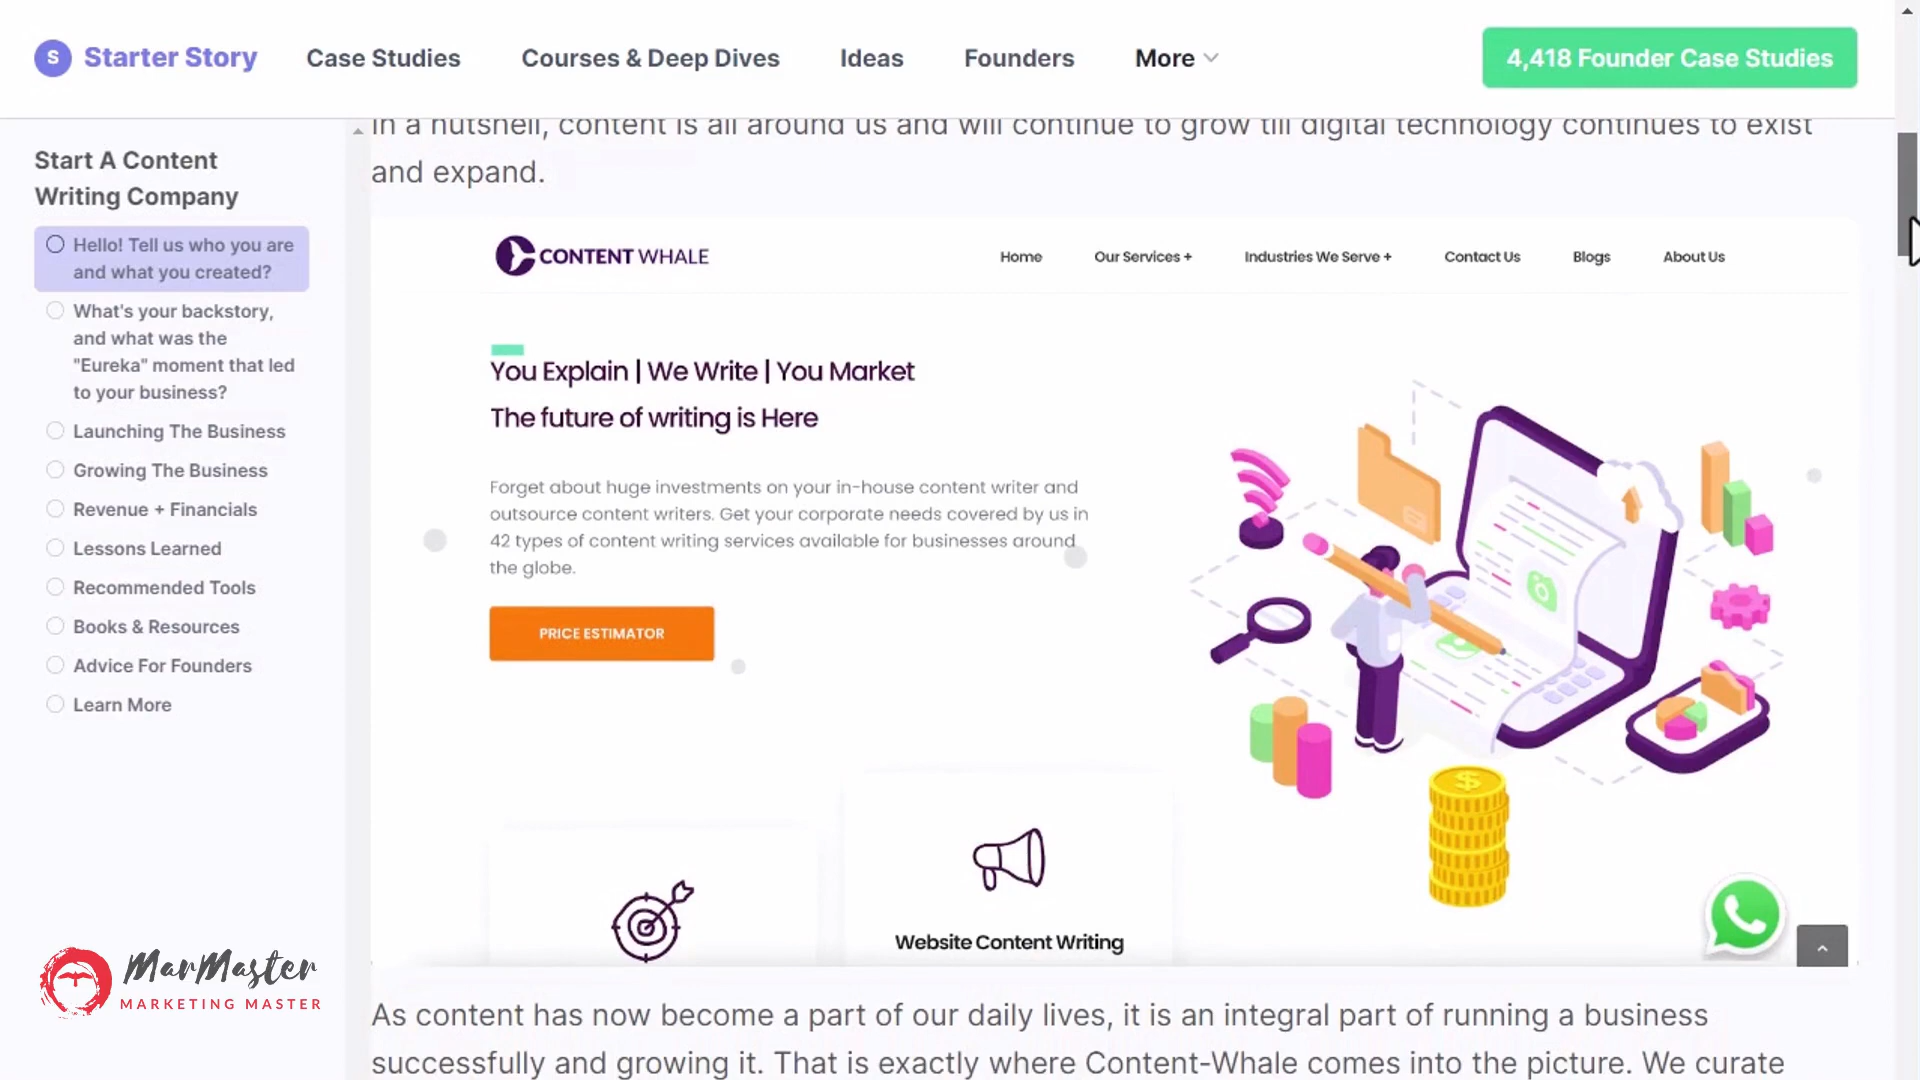 S Starter Story
Case Studies
Courses & Deep Dives
Ideas
Founders
More
4,418 Founder Case Studies
Start A Content
Writing Company
Hello! Tell us who you are
and what you created?
What's your backstory,
and what was the
"Eureka" moment that led
to your business?
Launching The Business
Growing The Business
Revenue + Financials
Lessons Learned
Recommended Tools
Books & Resources
Advice For Founders
Learn More
MarMaster
MARKETING MASTER
In a nutshell, content is all around us and will continue to grow till digital technology continues to exist
and expand.
CONTENT WHALE
Home
Our Services +
Industries We Serve +
Contact Us
Blogs
About Us
You Explain | We Write | You Market
The future of writing is Here
Forget about huge investments on your in-house content writer and
outsource content writers. Get your corporate needs covered by us in
42 types of content writing services available for businesses around
the globe.
PRICE ESTIMATOR
$
Website Content Writing
As content has now become a part of our daily lives, it is an integral part of running a business
successfully and growing it. That is exactly where Content-Whale comes into the picture. We curate